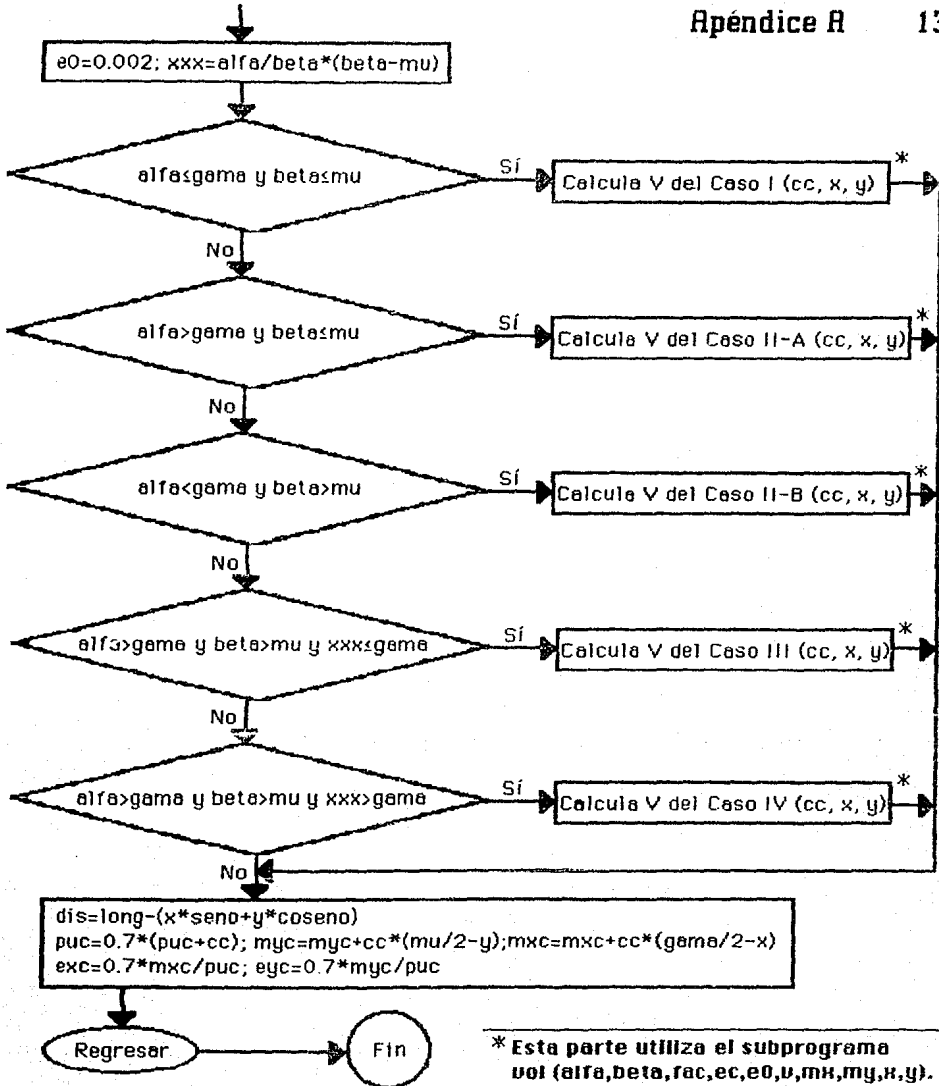 Apéndice A 13
e0=0.002; xxx=alfa/beta*(beta-mu)
alfa≤gama y beta≤mu
Sí
Calcula V del Caso I (cc, x, y)
*
No
alfa>gama y beta≤mu
Sí
Calcula V del Caso II-A (cc, x, y)
*
No
alfa<gama y beta>mu
Sí
Calcula V del Caso II-B (cc, x, y)
*
No
alfa>gama y beta>mu y xxx≤gama
Sí
Calcula V del Caso III (cc, x, y)
*
No
alfa>gama y beta>mu y xxx>gama
Sí
Calcula V del Caso IV (cc, x, y)
*
No
dis=long-(x*seno+y*coseno)
puc=0.7*(puc+cc); myc=myc+cc*(mu/2-y);mxc=mxc+cc*(gama/2-x)
exc=0.7*mxc/puc; eyc=0.7*myc/puc
Regresar
Fin
* Esta parte utiliza el subprograma
vol (alfa,beta,fac,ec,e0,v,mx,my,x,y).